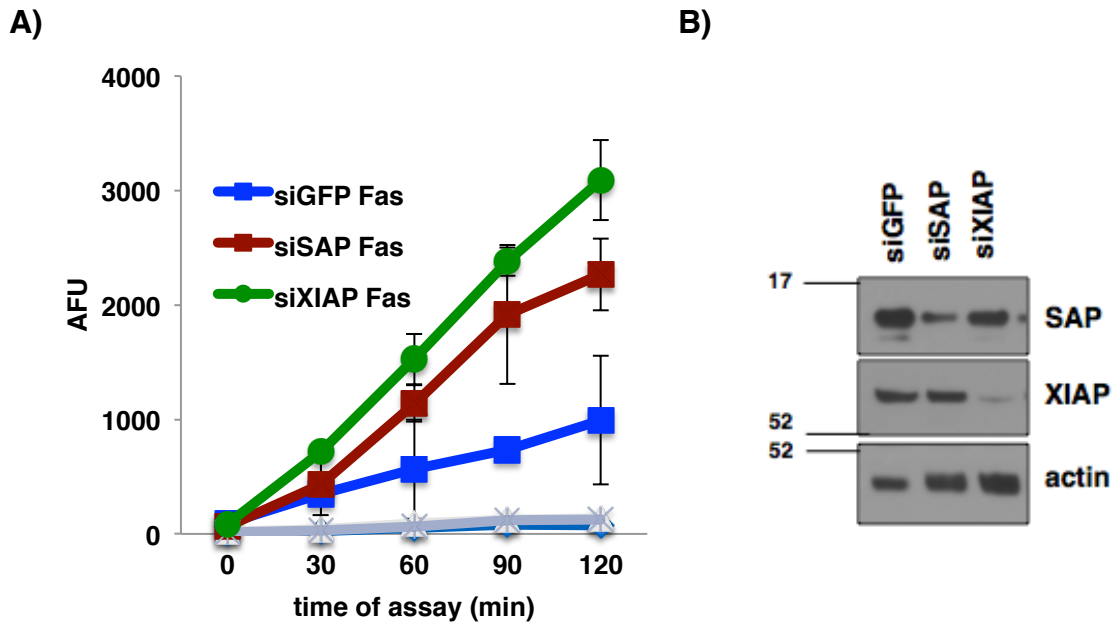 A)
4000
3000
2000
1000
0
AFU
siGFP Fas
siSAP Fas
siXIAP Fas
0 30 60 90 120
time of assay (min)
B)
siGFP siSAP siXIAP
17
SAP
XIAP
52
52
actin